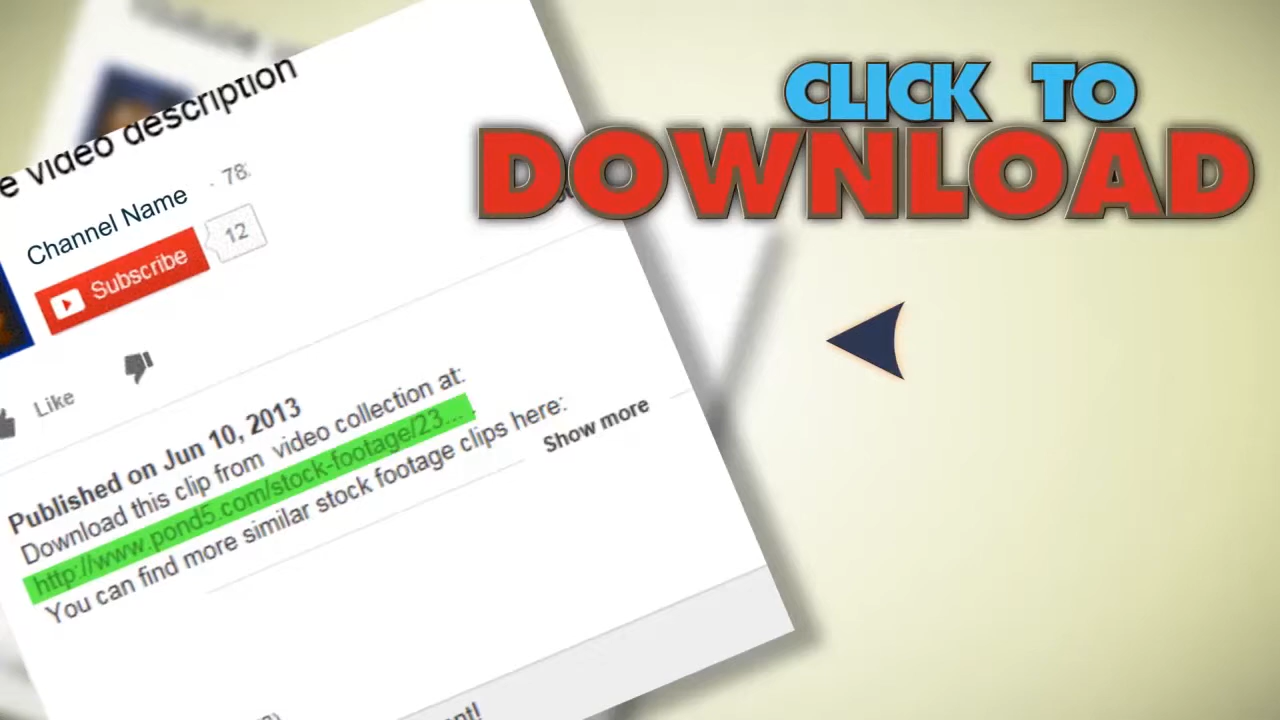 CLICK TO
DOWNLOAD
e video description
Channel Name
78
Subscribe
12
Like
Published on Jun 10, 2013
Download this clip from video collection at:
http://www.pond5.com/stock-footage/23...
You can find more similar stock footage clips here:
Show more